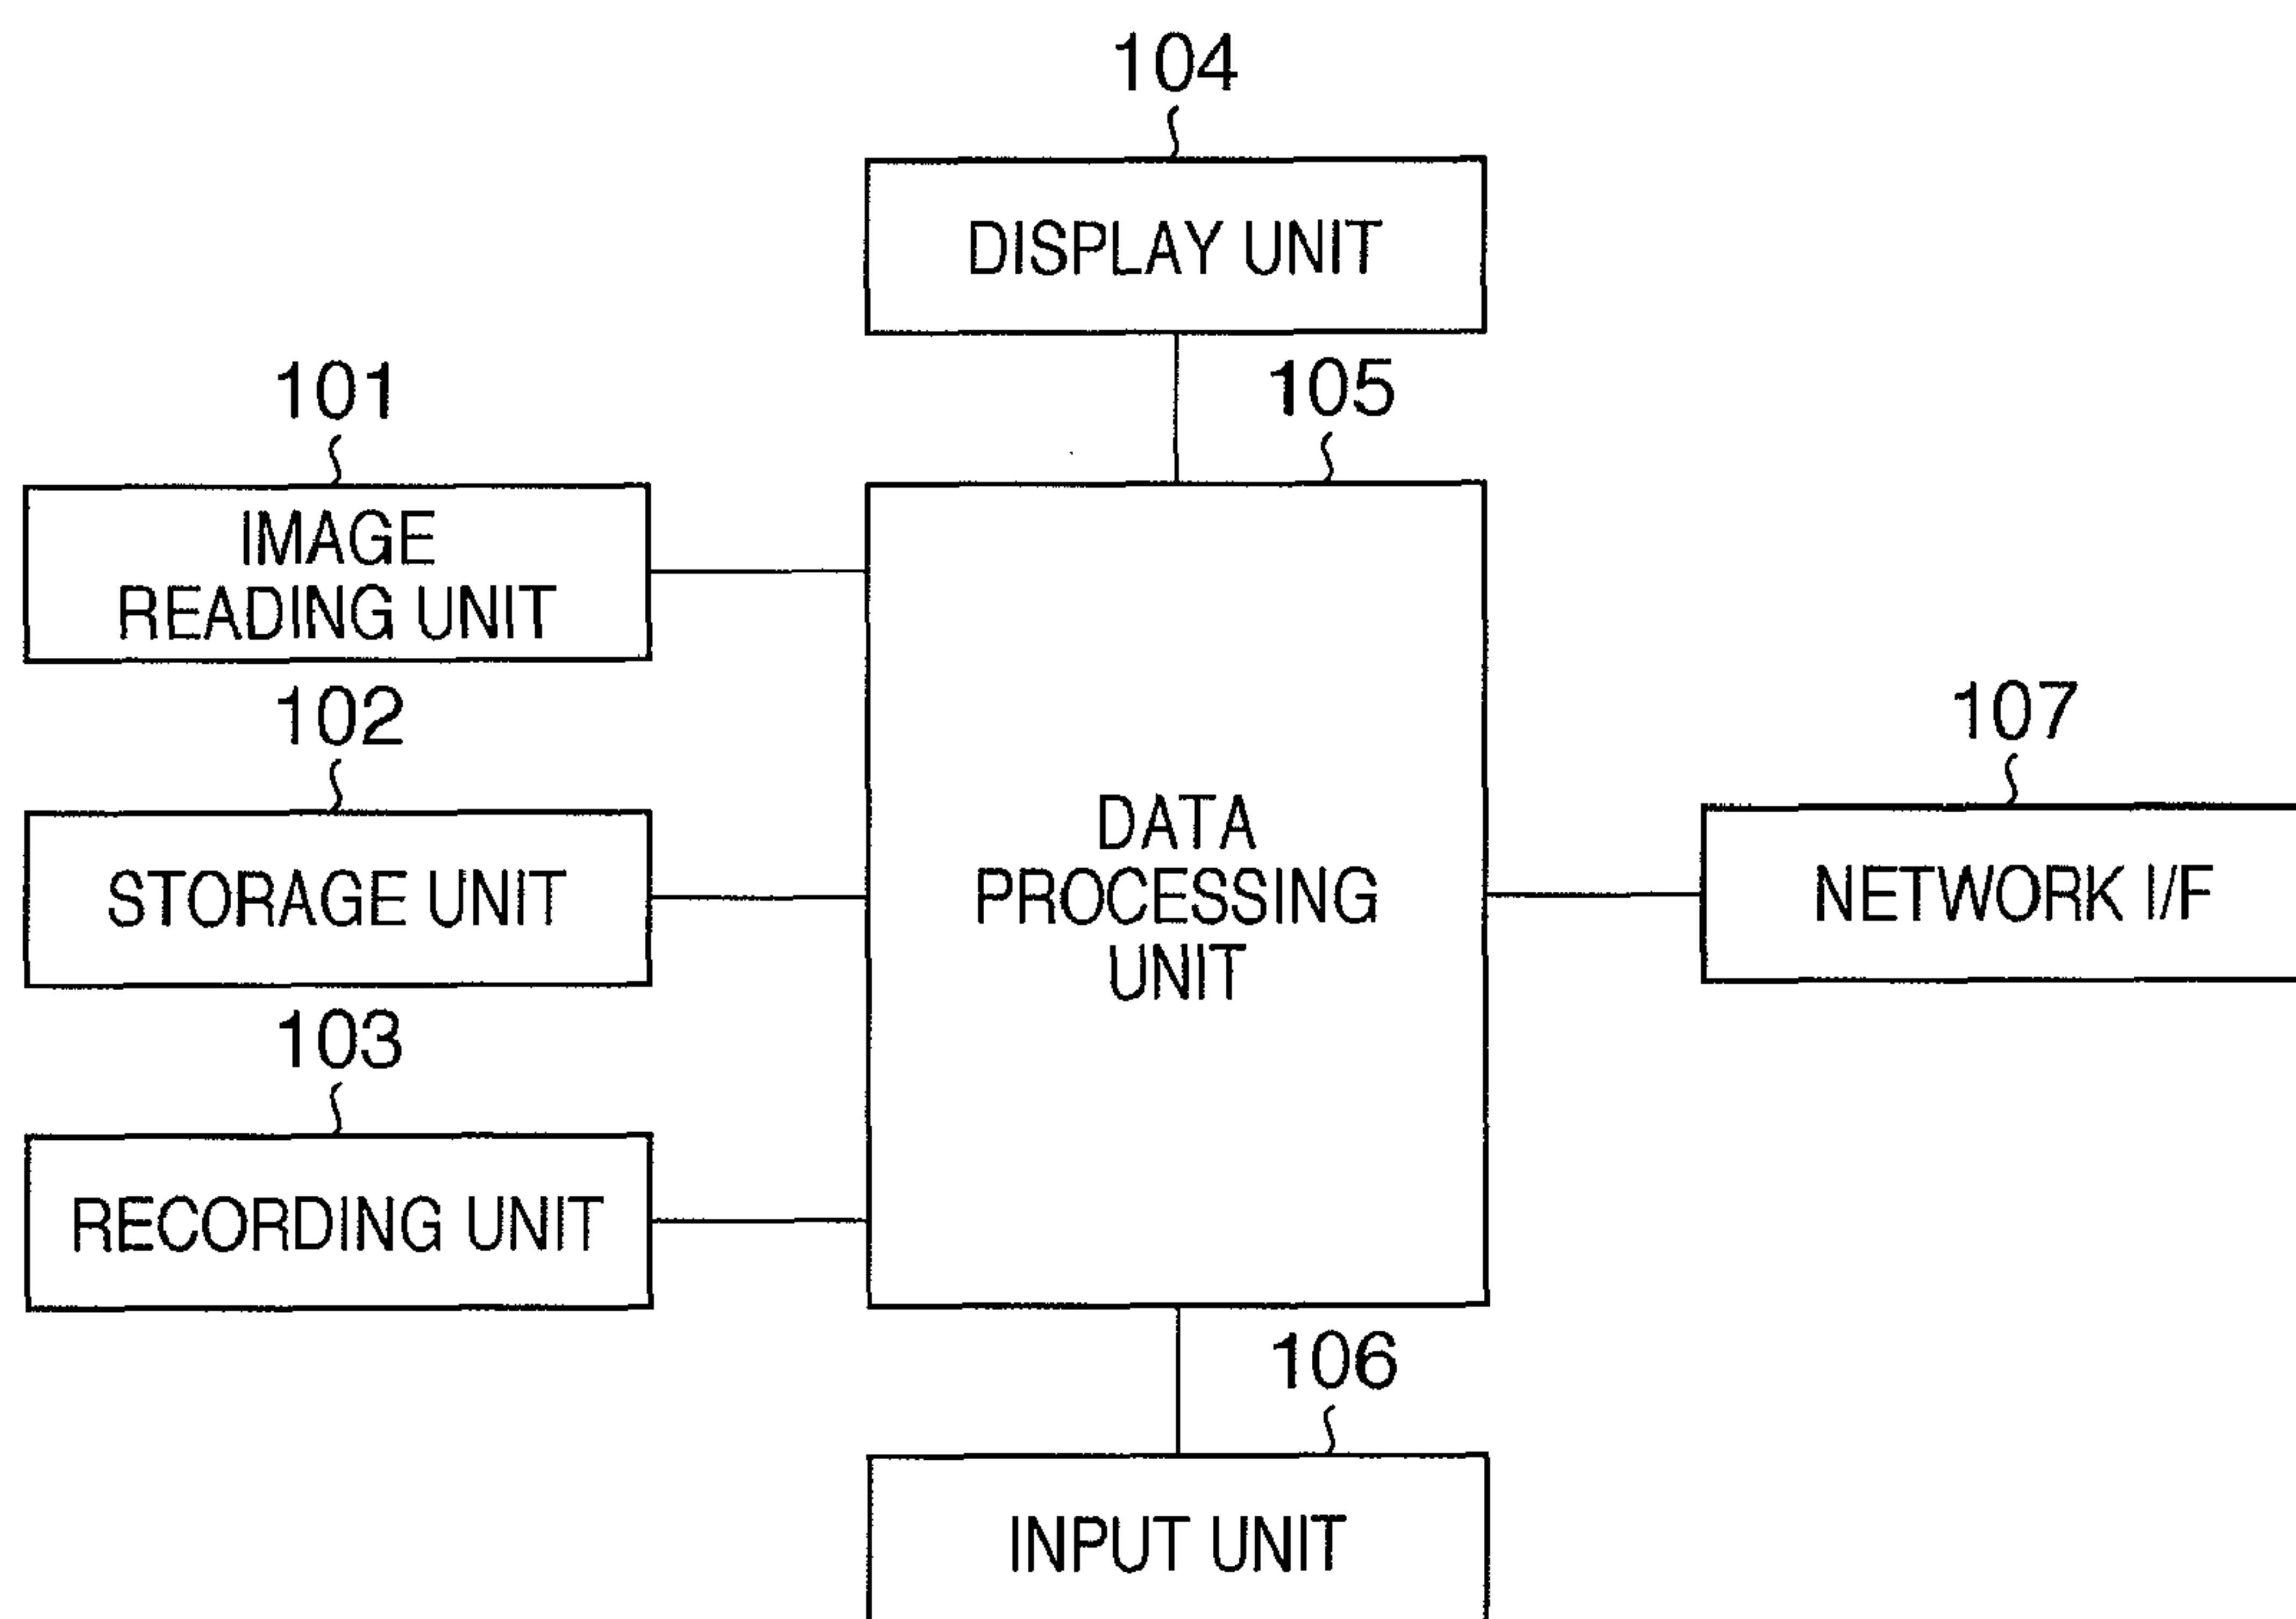 104
DISPLAY UNIT
101
105
IMAGE
READING UNIT
102
107
STORAGE UNIT
DATA
PROCESSING
UNIT
NETWORK I/F
103
RECORDING UNIT
106
INPUT UNIT